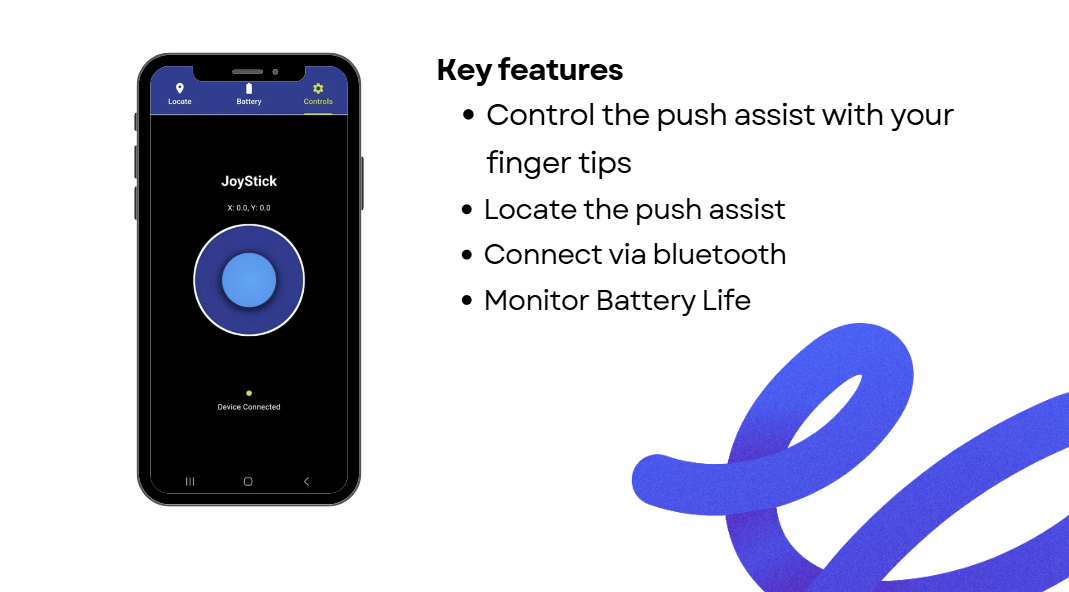 Locate Battery Controls
JoyStick
X: 0.0, Y: 0.0
Device Connected
Key features
Control the push assist with your
finger tips
Locate the push assist
Connect via bluetooth
Monitor Battery Life